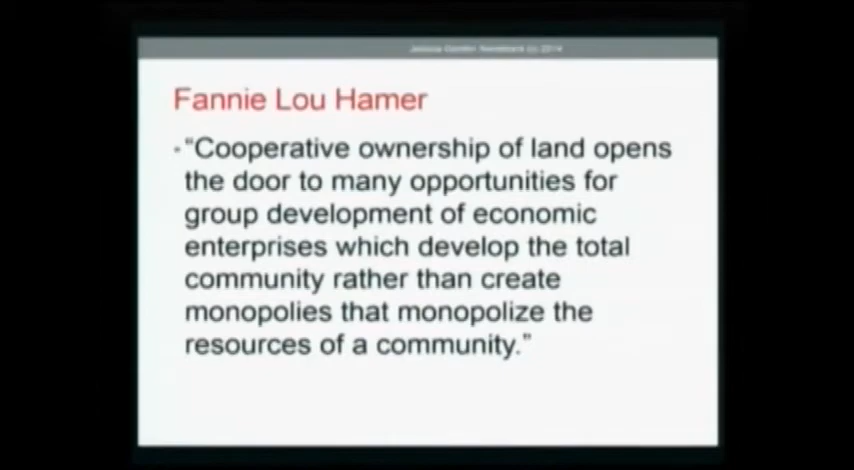 Fannie Lou Hamer
• “Cooperative ownership of land opens
the door to many opportunities for
group development of economic
enterprises which develop the total
community rather than create
monopolies that monopolize the
resources of a community.”